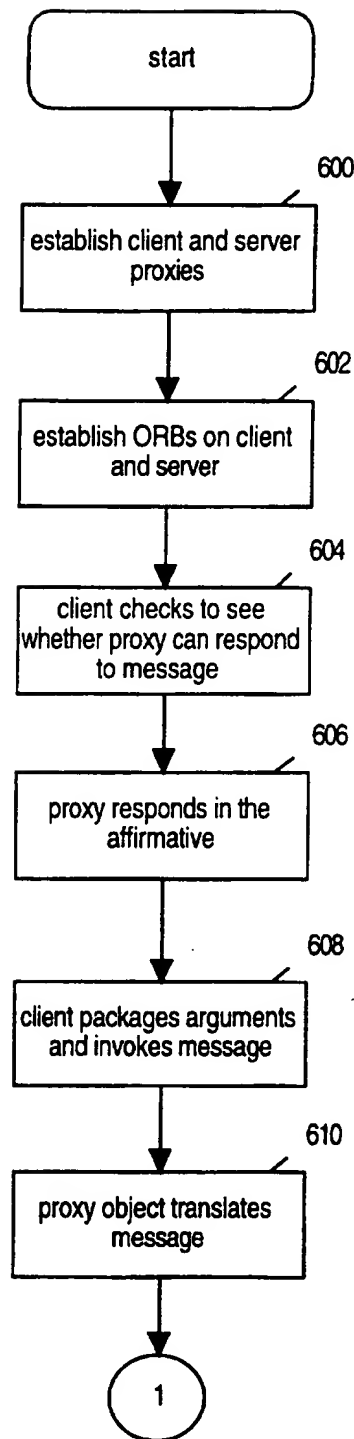 start
600
establish client and server
proxies
602
establish ORBs on client
and server
604
client checks to see
whether proxy can respond
to message
606
proxy responds in the
affirmative
608
client packages arguments
and invokes message
610
proxy object translates
message
1